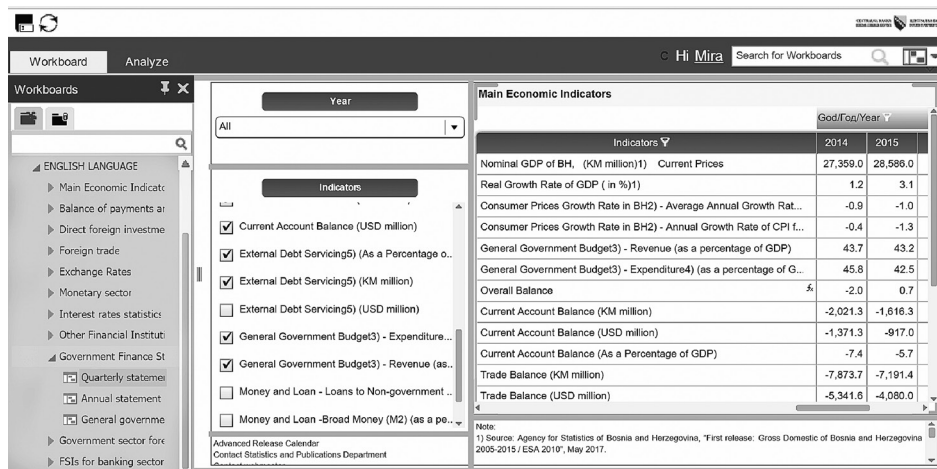 Workboard Analyze
Hi Mira Search for Workboards
Workboards
ENGLISH LANGUAGE
Main Economic Indicatc
Balance of payments ar
Direct foreign investme
Foreign trade
Exchange Rates
Monetary sector
Interest rates statistics
Other Financial Instituti
Government Finance St
Quarterly statemei
Annual statement
General governme
Government sector fore
FSIs for banking sector
Year
All
Indicators
Current Account Balance (USD million)
External Debt Servicing5) (As a Percentage o...
External Debt Servicing5) (KM million)
External Debt Servicing5) (USD million)
General Government Budget3) - Expenditure...
General Government Budget3) - Revenue (as...
Money and Loan - Loans to Non-government ...
Money and Loan -Broad Money (M2) (as a pe...
Advanced Release Calender
Contact Statistics and Publications Department
Contact webmaster
Main Economic Indicators
God/Год/Year
Indicators 2014 2015
Nominal GDP of BH, (KM million)1) Current Prices 27,359.0 28,586.0
Real Growth Rate of GDP ( in %)1) 1.2 3.1
Consumer Prices Growth Rate in BH2) - Average Annual Growth Rat... -0.9 -1.0
Consumer Prices Growth Rate in BH2) - Annual Growth Rate of CPI f... -0.4 -1.3
General Government Budget3) - Revenue (as a percentage of GDP) 43.7 43.2
General Government Budget3) - Expenditure4) (as a percentage of G... 45.8 42.5
Overall Balance fx -2.0 0.7
Current Account Balance (KM million) -2,021.3 -1,616.3
Current Account Balance (USD million) -1,371.3 -917.0
Current Account Balance (As a Percentage of GDP) -7.4 -5.7
Trade Balance (KM million) -7,873.7 -7,191.4
Trade Balance (USD million) -5,341.6 -4,080.0
Note:
1) Source: Agency for Statistics of Bosnia and Herzegovina, "First release: Gross Domestic of Bosnia and Herzegovina
2005-2015 / ESA 2010", May 2017.